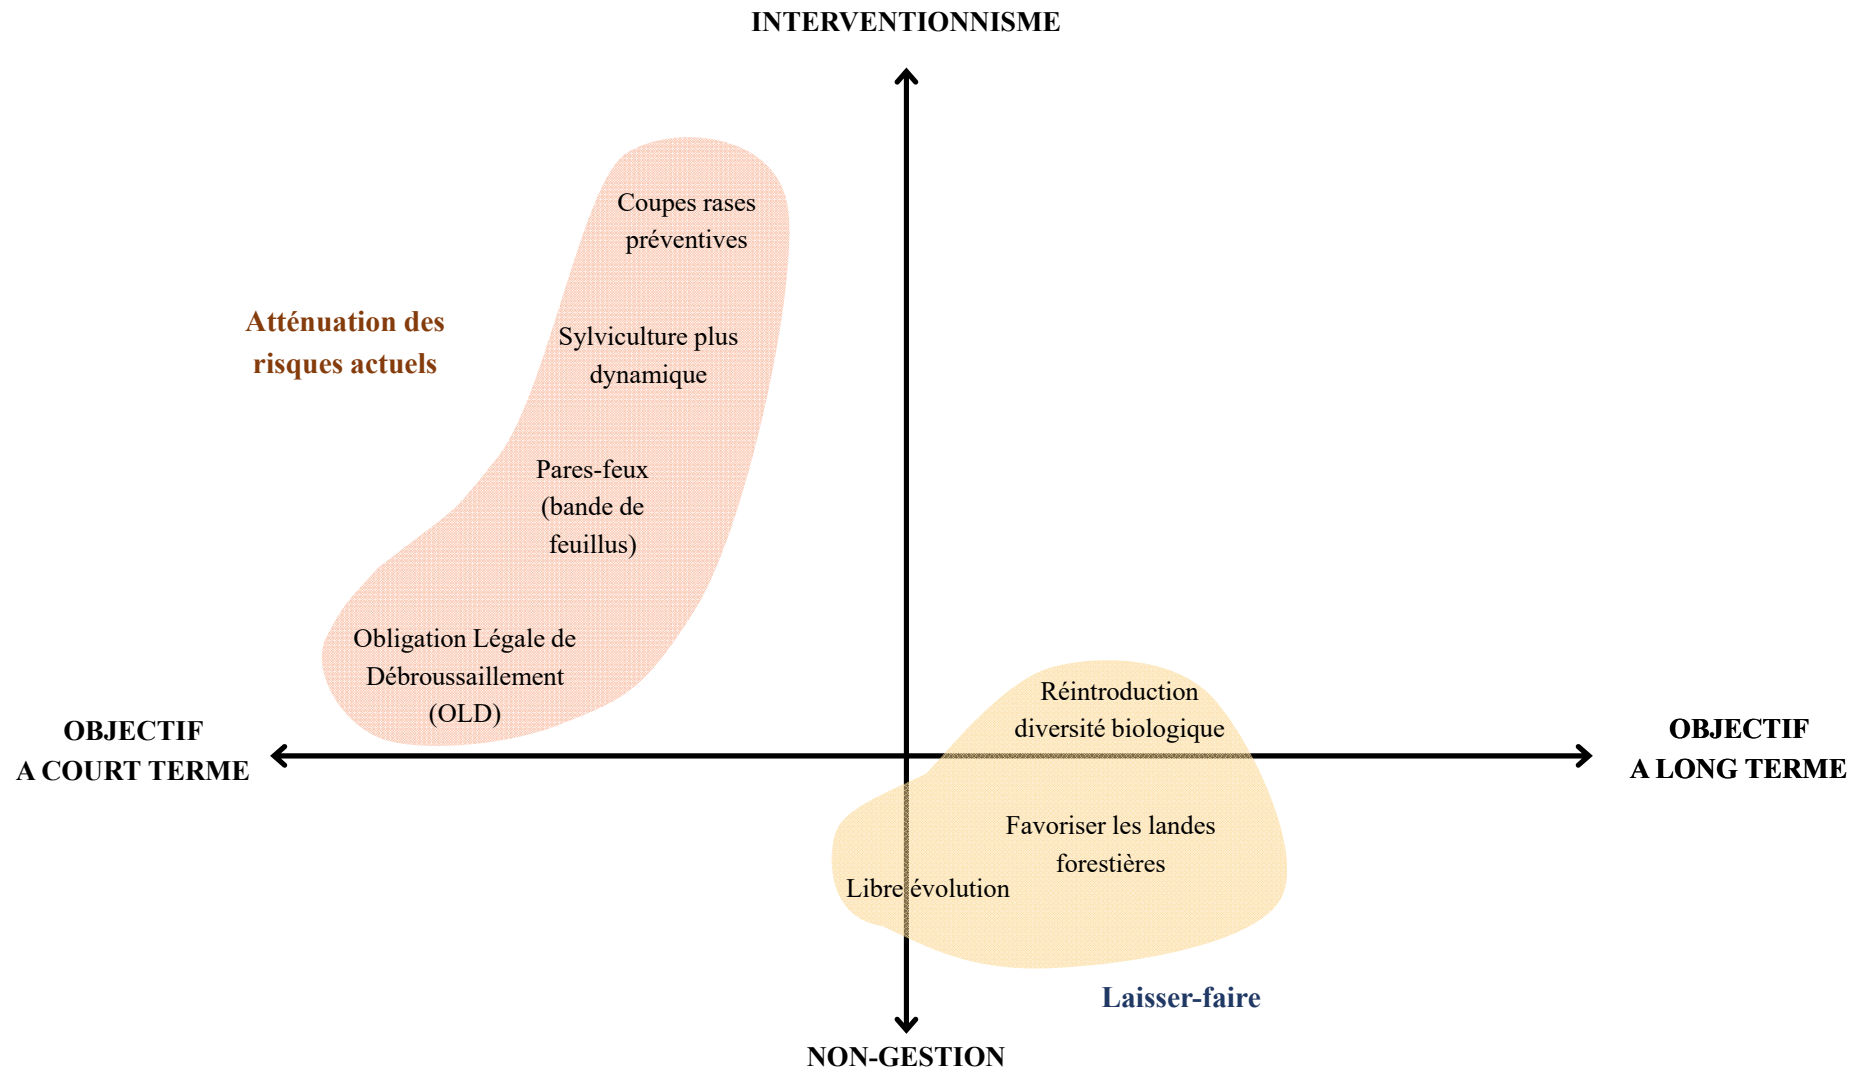 INTERVENTIONNISME
Coupes rases
préventives
Atténuation des
risques actuels
Sylviculture plus
dynamique
Pares-feux
(bande de
feuillus)
Obligation Légale de
Débroussaillement
(OLD)
OBJECTIF
A COURT TERME
Réintroduction
diversité biologique
OBJECTIF
A LONG TERME
Favoriser les landes
forestières
Libre évolution
Laisser-faire
NON-GESTION